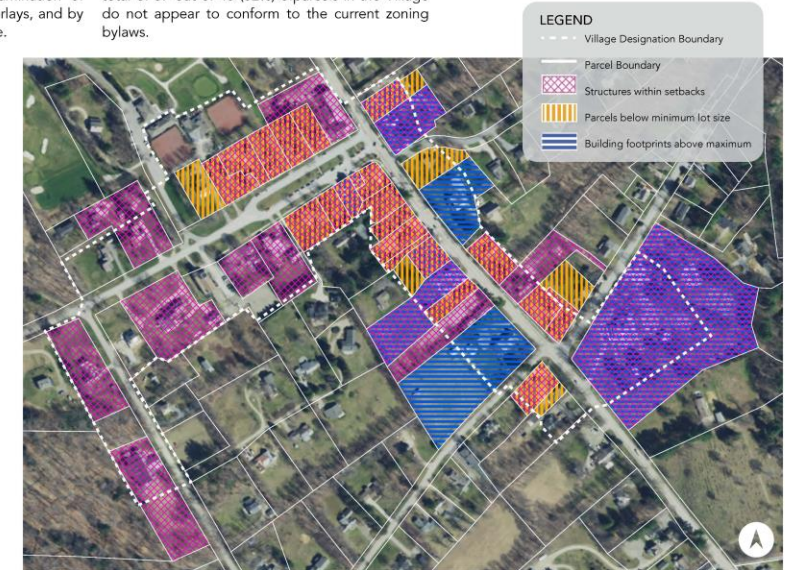 rlays, and by
e.
do not appear to conform to the current zoning
bylaws.
LEGEND
Village Designation Boundary
Parcel Boundary
Structures within setbacks
Parcels below minimum lot size
Building footprints above maximum